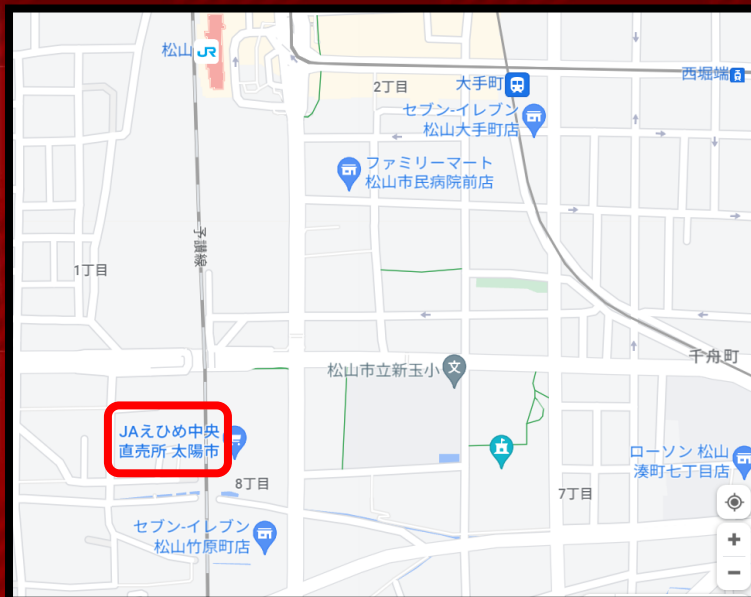 松山 JR
2丁目
大手町
西堀端
セブン-イレブン
松山大手町店
ファミリーマート
松山市民病院前店
予讃線
1丁目
千舟町
松山市立新玉小
文
JAえひめ中央
直売所 太陽市
8丁目
ローソン 松山
湊町七丁目店
7丁目
セブン-イレブン
松山竹原町店